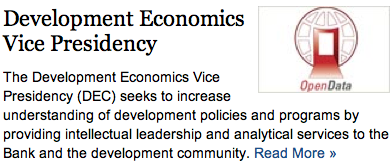 Development Economics
Vice Presidency
OpenData
The Development Economics Vice
Presidency (DEC) seeks to increase
understanding of development policies and programs by
providing intellectual leadership and analytical services to the
Bank and the development community. Read More »